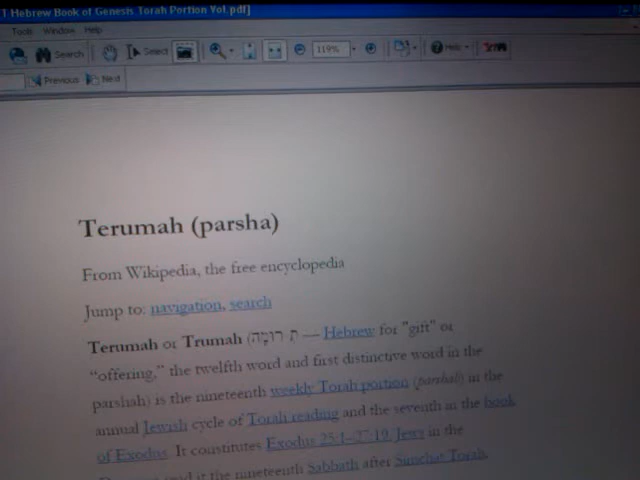 T Hebrew Book of Genesis Torah Portion Vol.pdf]
Tools Window Help
Search Select 119% Help
Previous Next
Terumah (parsha)
From Wikipedia, the free encyclopedia
Jump to: navigation, search
Terumah or Trumah (תְּרוּמָה — Hebrew for "gift" or
“offering,” the twelfth word and first distinctive word in the
parshah) is the nineteenth weekly Torah portion (parshah) in the
annual Jewish cycle of Torah reading and the seventh in the book
of Exodus. It constitutes Exodus 25:1–27:19. Jews in the
read it the nineteenth Sabbath after Simchat Torah,